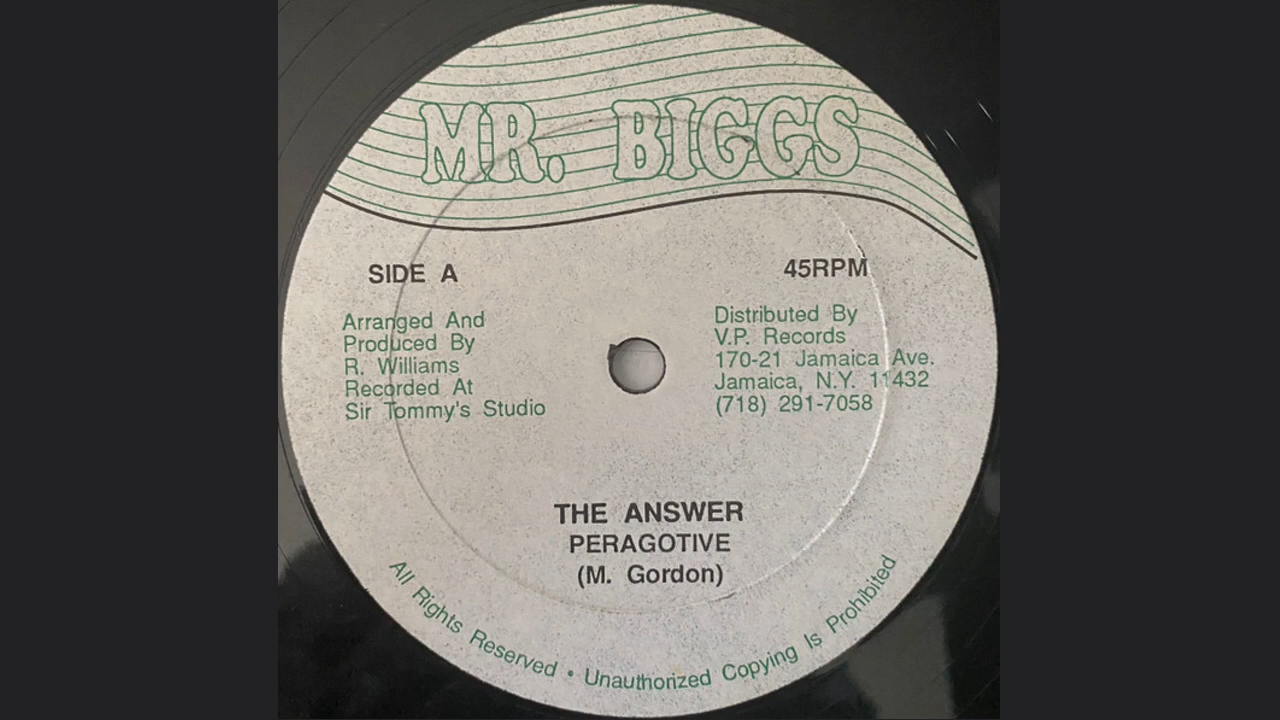 MR. BIGGS
SIDE A
45RPM
Arranged And
Produced By
R. Williams
Recorded At
Sir Tommy's Studio
Distributed By
V.P. Records
170-21 Jamaica Ave.
Jamaica, N.Y. 11432
(718) 291-7058
THE ANSWER
PERAGOTIVE
(M. Gordon)
All Rights Reserved • Unauthorized Copying Is Prohibited